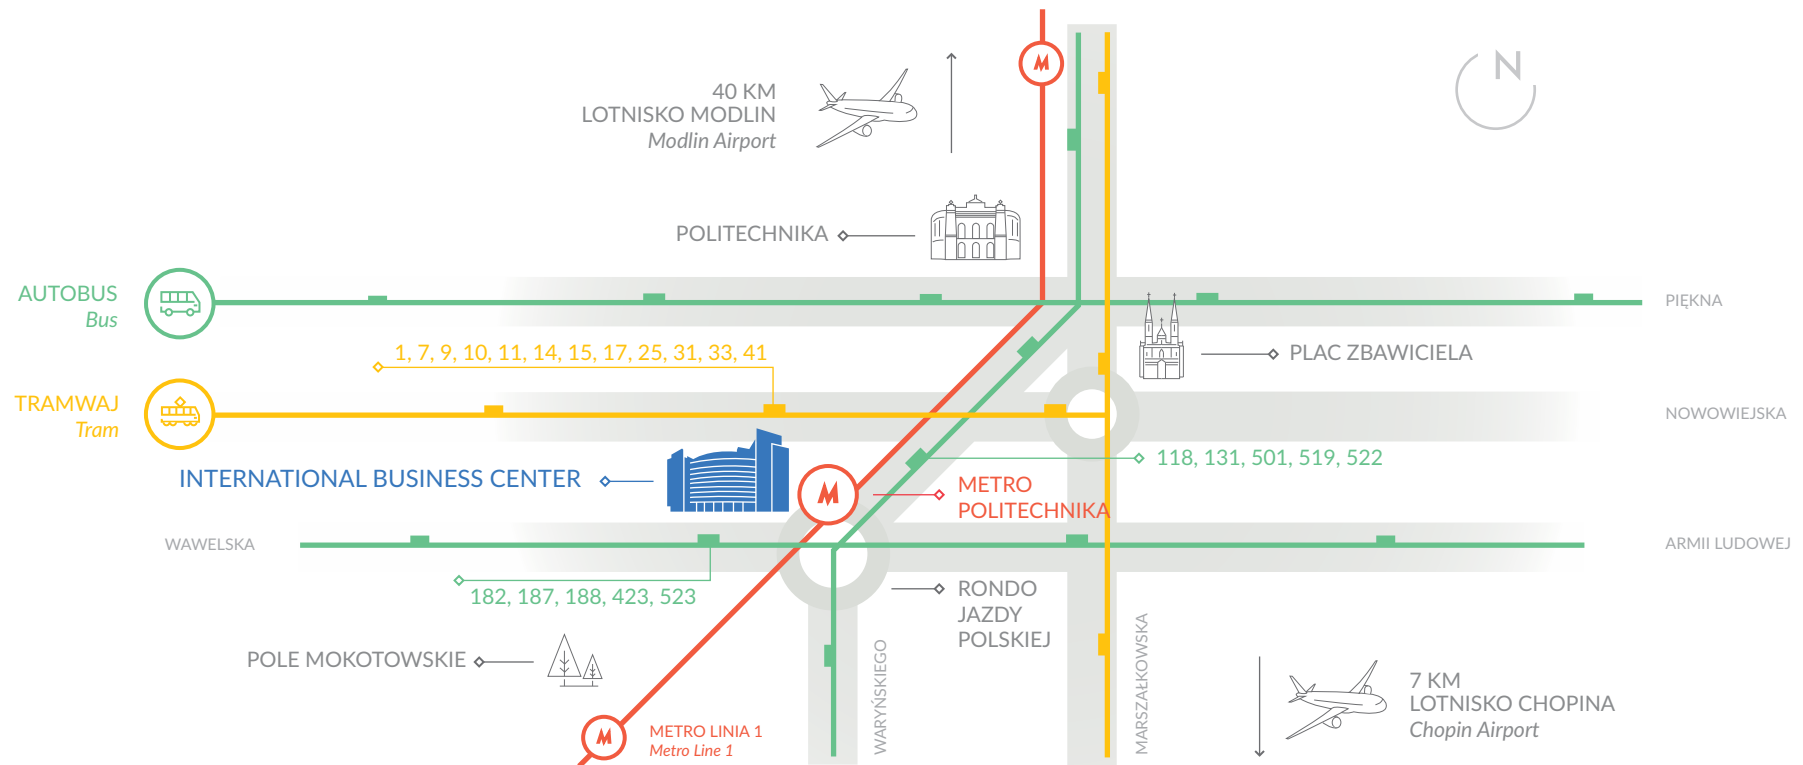 N
40 KM
LOTNISKO MODLIN
Modlin Airport
POLITECHNIKA
AUTOBUS
Bus
PIĘKNA
1, 7, 9, 10, 11, 14, 15, 17, 25, 31, 33, 41
PLAC ZBAWICIELA
TRAMWAJ
Tram
NOWOWIEJSKA
118, 131, 501, 519, 522
INTERNATIONAL BUSINESS CENTER
METRO
POLITECHNIKA
WAWELSKA
ARMII LUDOWEJ
182, 187, 188, 423, 523
RONDO
JAZDY
POLSKIEJ
POLE MOKOTOWSKIE
WARYŃSKIEGO
MARSZAŁKOWSKA
METRO LINIA 1
Metro Line 1
7 KM
LOTNISKO CHOPINA
Chopin Airport
M
M
M